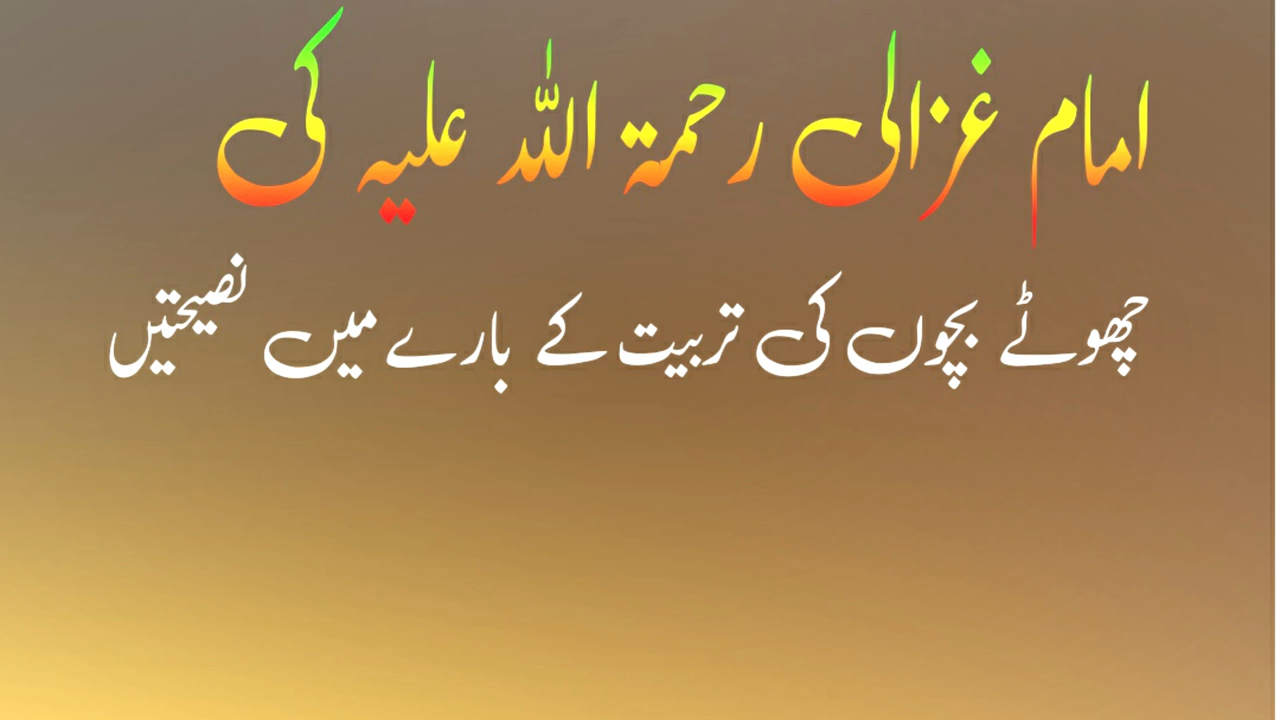 امام غزالی رحمۃ اللہ علیہ کی
چھوٹے بچوں کی تربیت کے بارے میں نصیحتیں